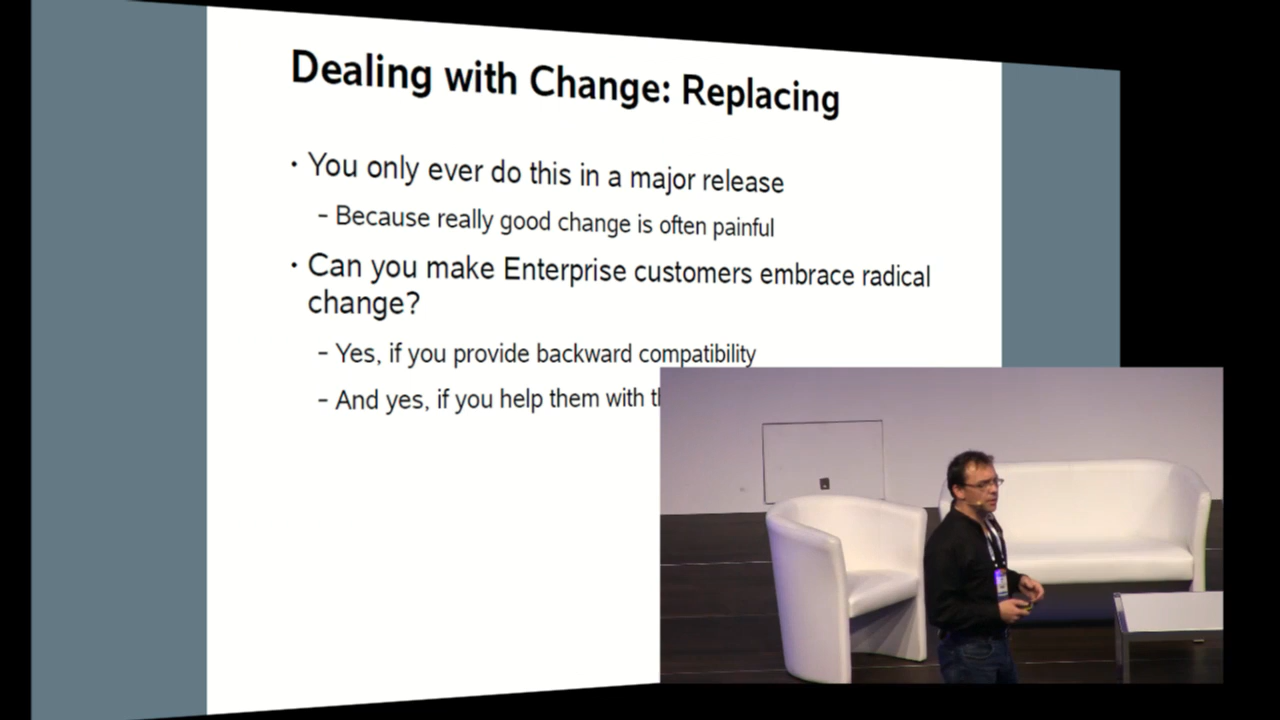 Dealing with Change: Replacing
• You only ever do this in a major release
– Because really good change is often painful
• Can you make Enterprise customers embrace radical
change?
– Yes, if you provide backward compatibility
– And yes, if you help them with